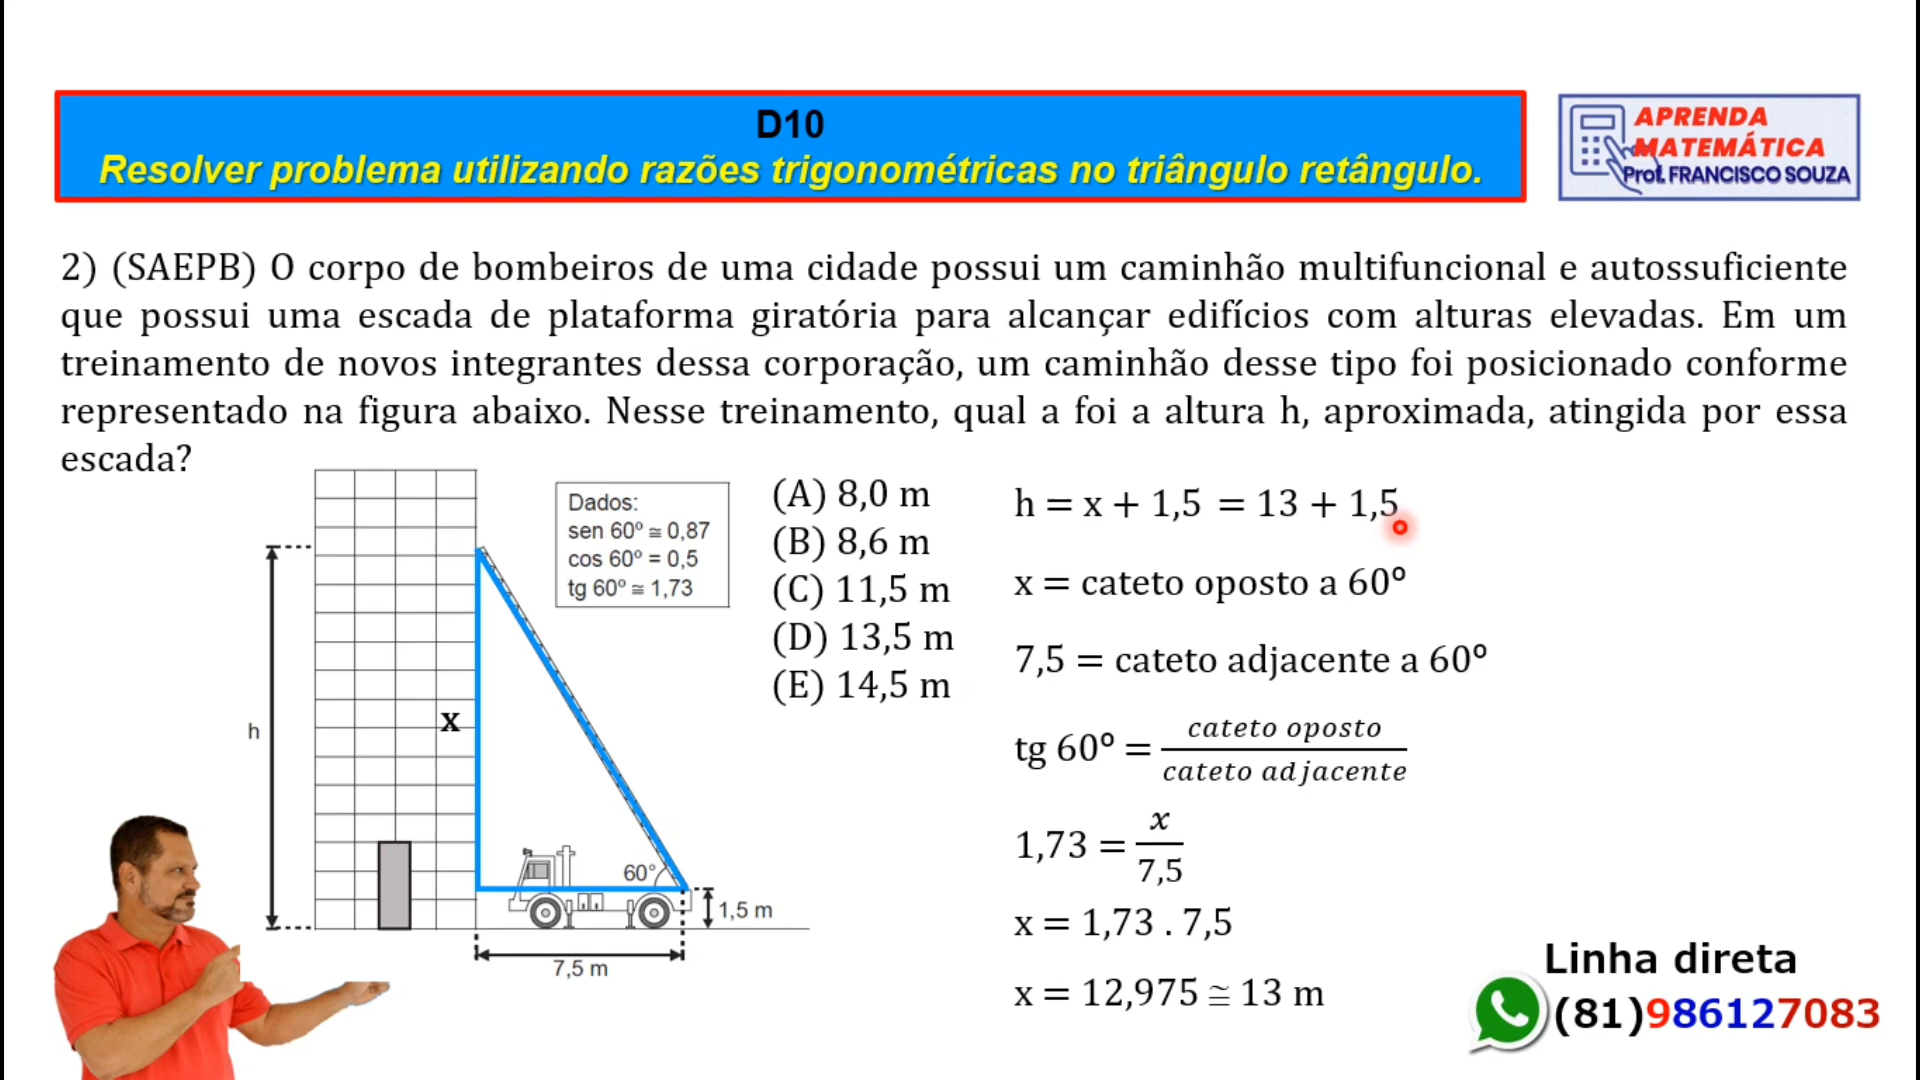 D10
Resolver problema utilizando razões trigonométricas no triângulo retângulo.
APRENDA
MATEMÁTICA
Prof. FRANCISCO SOUZA
2) (SAEPB) O corpo de bombeiros de uma cidade possui um caminhão multifuncional e autossuficiente
que possui uma escada de plataforma giratória para alcançar edifícios com alturas elevadas. Em um
treinamento de novos integrantes dessa corporação, um caminhão desse tipo foi posicionado conforme
representado na figura abaixo. Nesse treinamento, qual a foi a altura h, aproximada, atingida por essa
escada?
Dados:
sen 60º ≅ 0,87
cos 60º = 0,5
tg 60º ≅ 1,73
h
x
60°
1,5 m
7,5 m
(A) 8,0 m
(B) 8,6 m
(C) 11,5 m
(D) 13,5 m
(E) 14,5 m
h = x + 1,5 = 13 + 1,5
x = cateto oposto a 60º
7,5 = cateto adjacente a 60º
tg 60º = cateto oposto / cateto adjacente
1,73 = x / 7,5
x = 1,73 . 7,5
x = 12,975 ≅ 13 m
Linha direta
(81)986127083